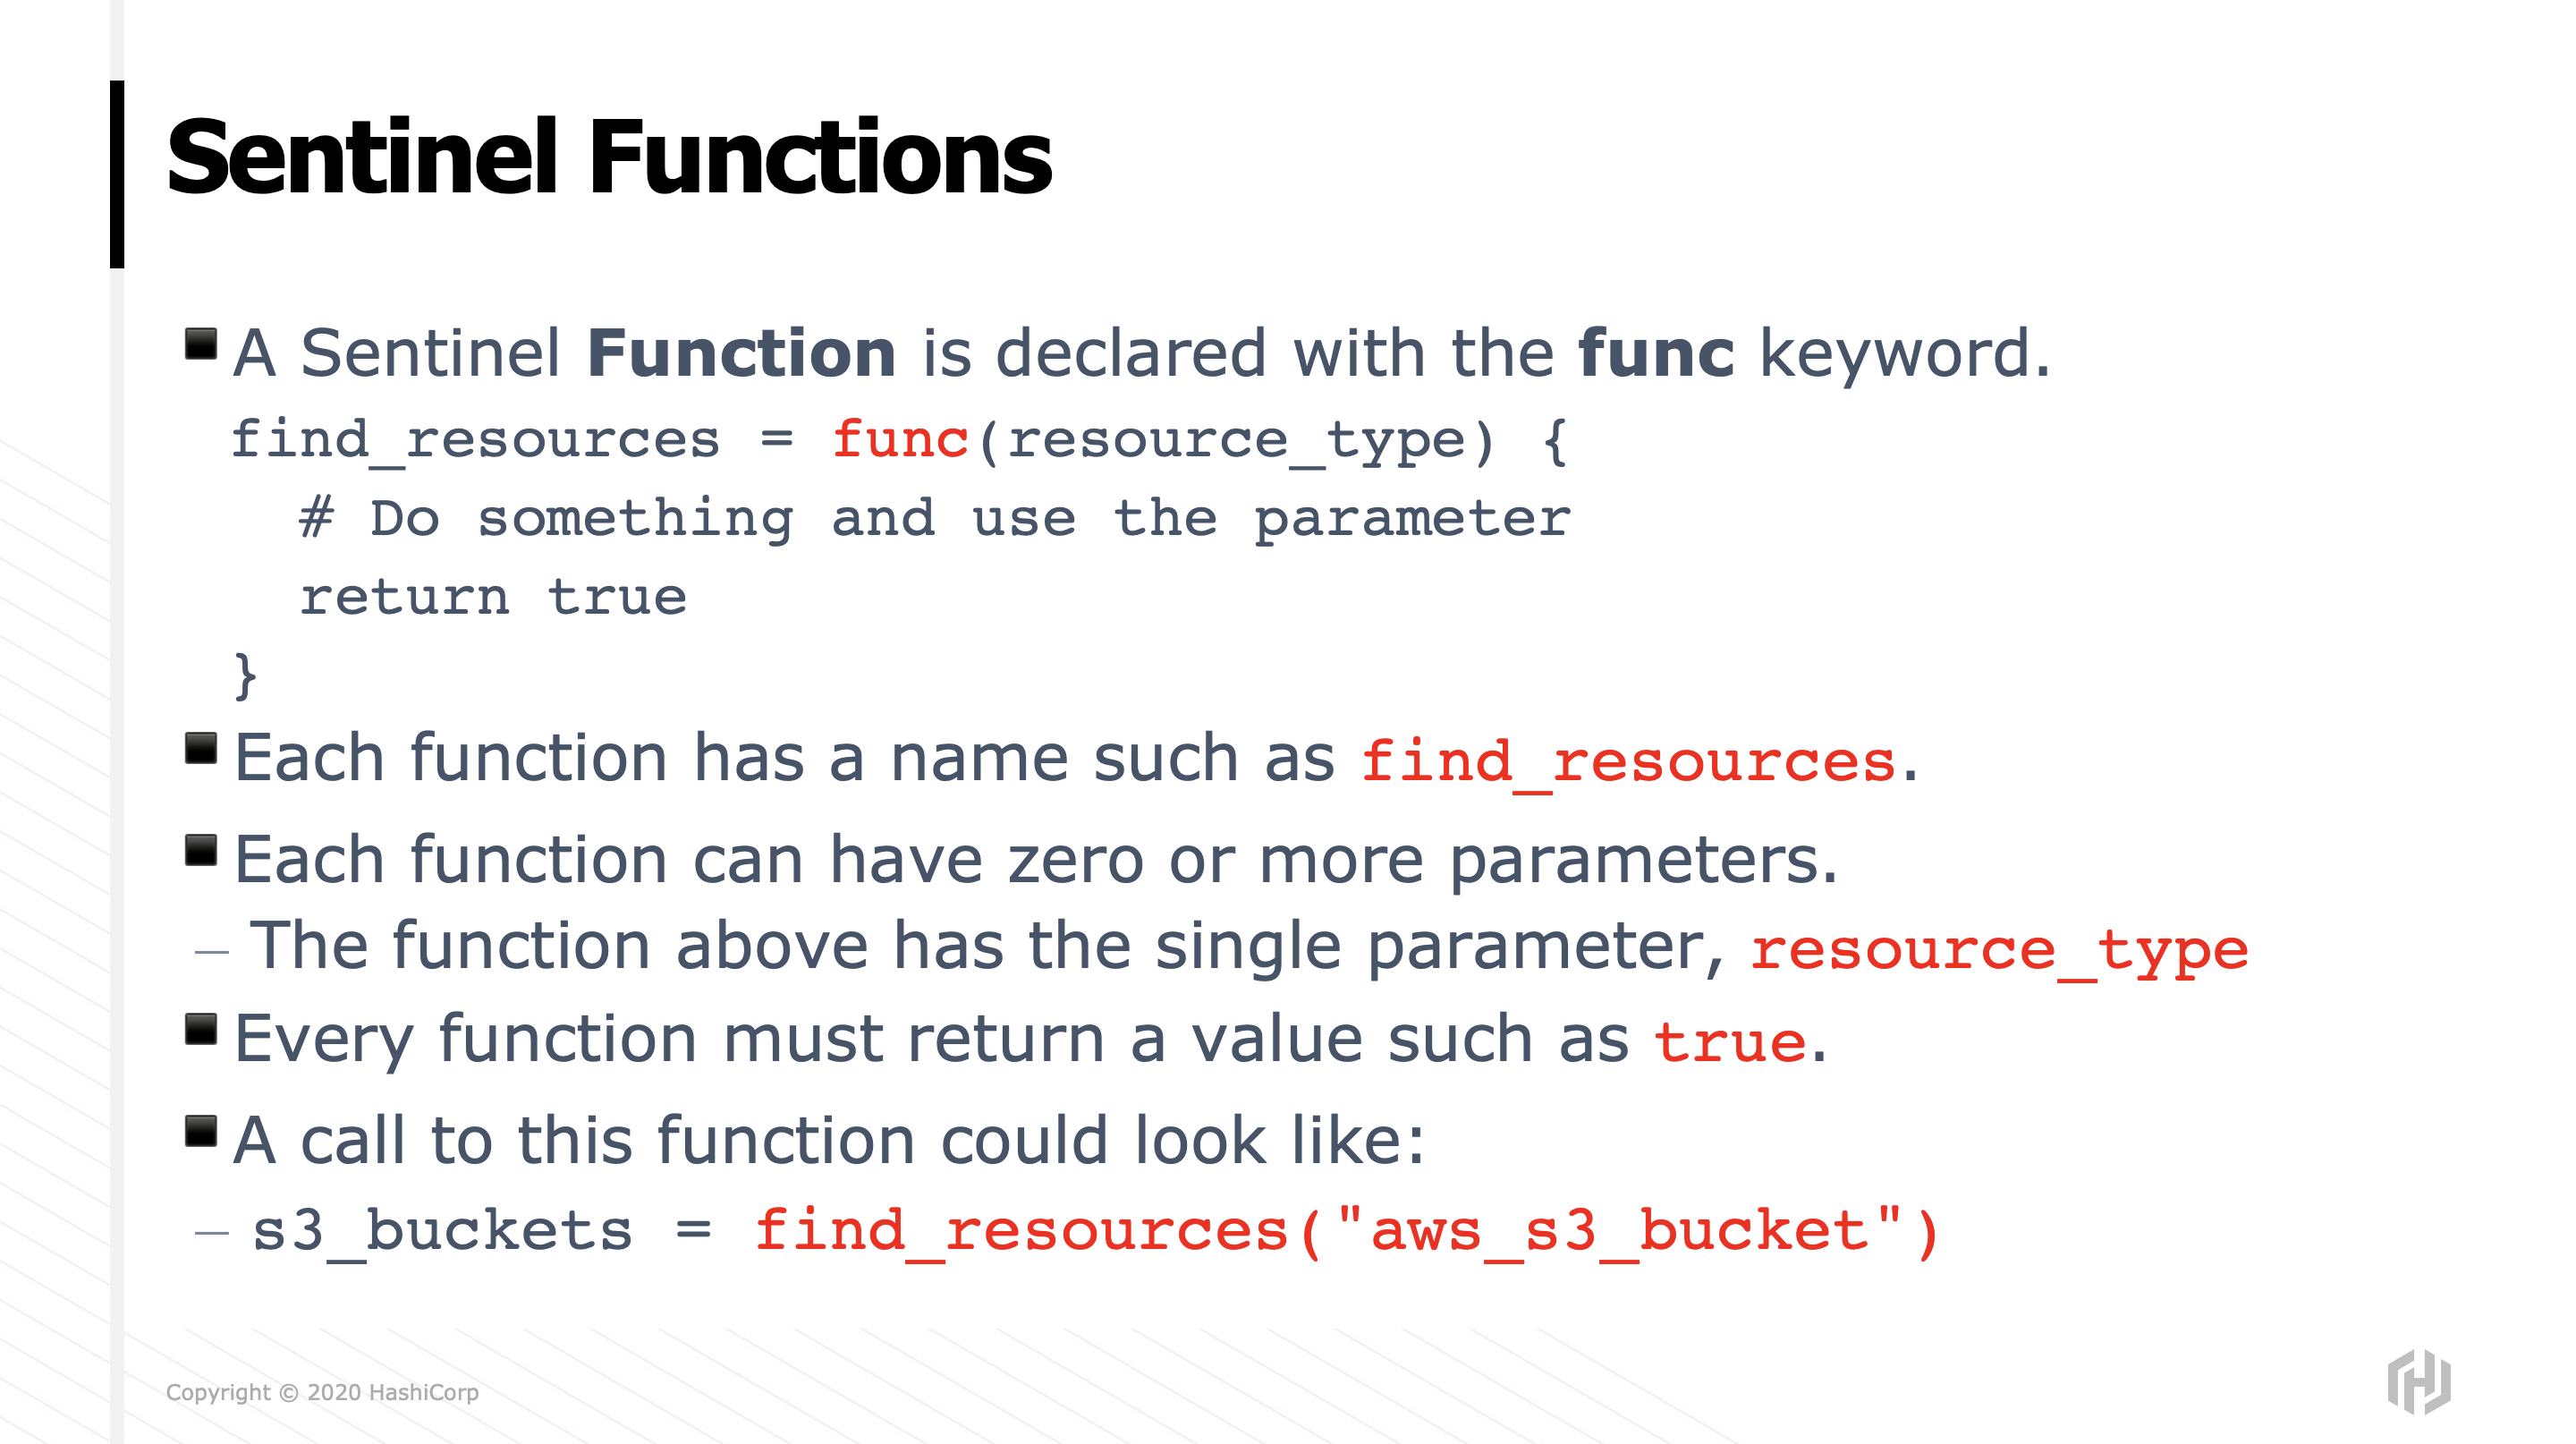 Sentinel Functions
A Sentinel Function is declared with the func keyword.
find_resources = func(resource_type) {
# Do something and use the parameter
return true
}
Each function has a name such as find_resources.
Each function can have zero or more parameters.
– The function above has the single parameter, resource_type
Every function must return a value such as true.
A call to this function could look like:
– s3_buckets = find_resources("aws_s3_bucket")
Copyright © 2020 HashiCorp